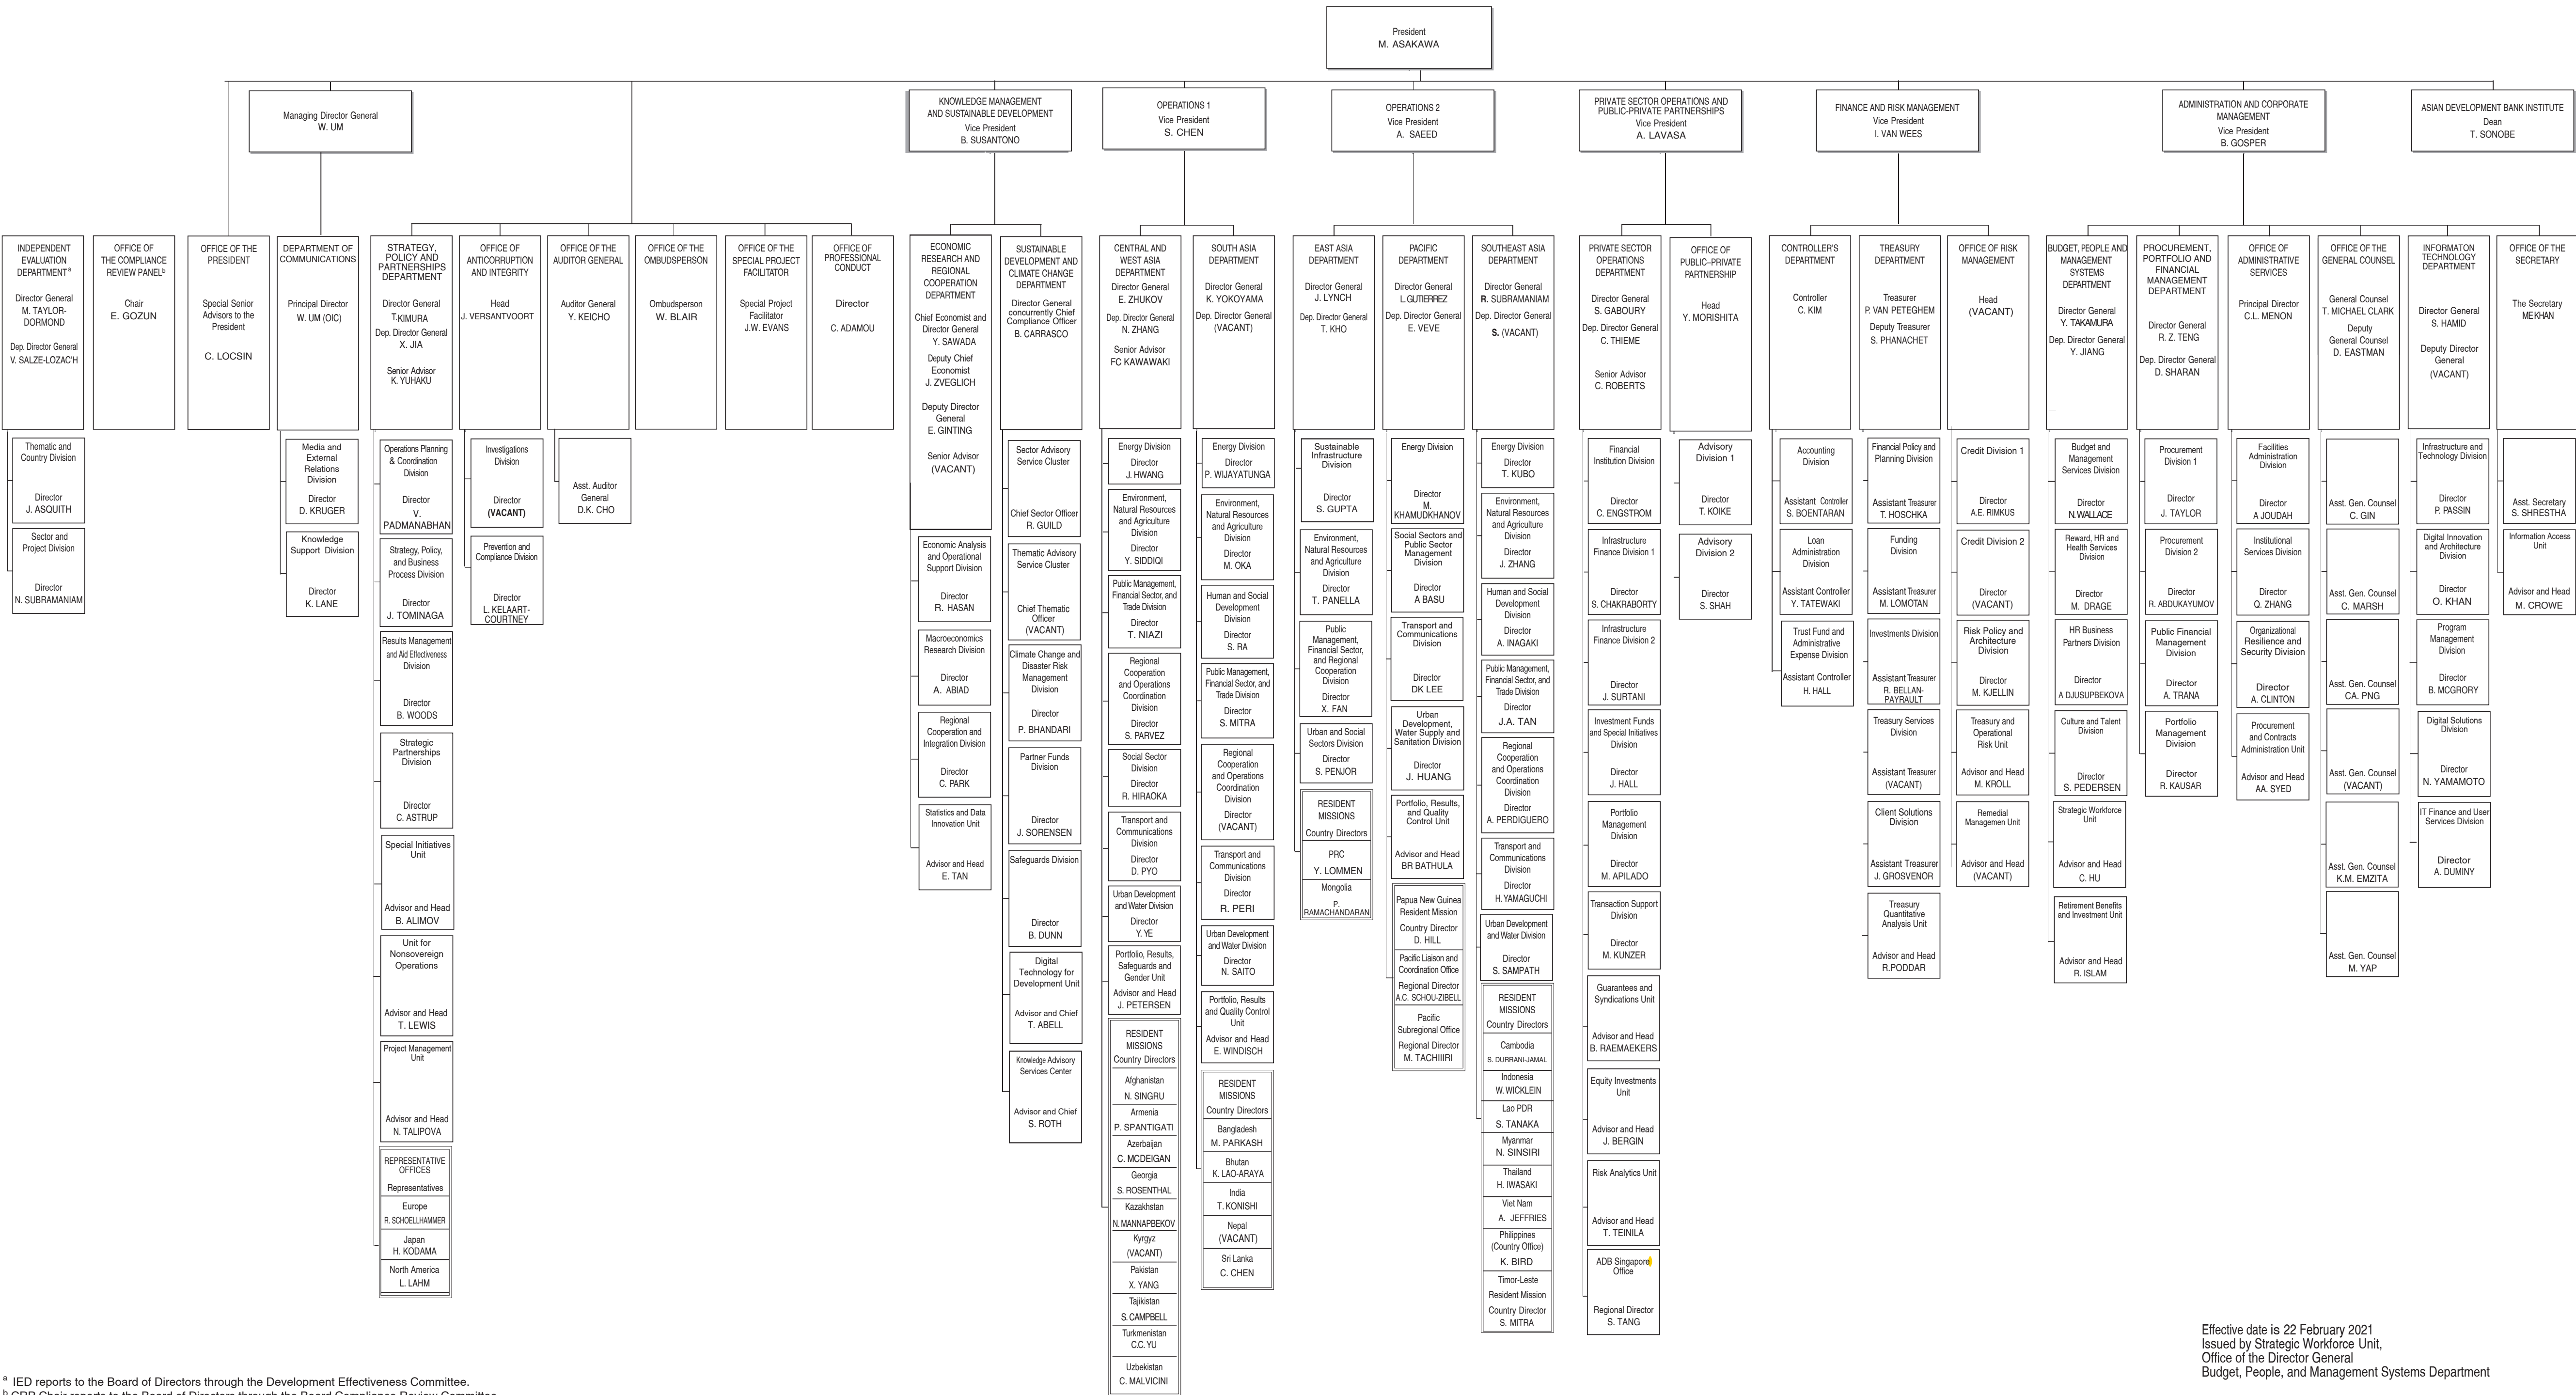 President
M. ASAKAWA
Managing Director General
W. UM
KNOWLEDGE MANAGEMENT
AND SUSTAINABLE DEVELOPMENT
Vice President
B. SUSANTONO
OPERATIONS 1
Vice President
S. CHEN
OPERATIONS 2
Vice President
A. SAEED
PRIVATE SECTOR OPERATIONS AND
PUBLIC-PRIVATE PARTNERSHIPS
Vice President
A. LAVASA
FINANCE AND RISK MANAGEMENT
Vice President
I. VAN WEES
ADMINISTRATION AND CORPORATE
MANAGEMENT
Vice President
B. GOSPER
ASIAN DEVELOPMENT BANK INSTITUTE
Dean
T. SONOBE
INDEPENDENT
EVALUATION
DEPARTMENT a
Director General
M. TAYLOR-
DORMOND
Dep. Director General
V. SALZE-LOZAC'H
Thematic and
Country Division
Director
J. ASQUITH
Sector and
Project Division
Director
N. SUBRAMANIAM
OFFICE OF
THE COMPLIANCE
REVIEW PANEL b
Chair
E. GOZUN
OFFICE OF THE
PRESIDENT
Special Senior
Advisors to the
President
C. LOCSIN
DEPARTMENT OF
COMMUNICATIONS
Principal Director
W. UM (OIC)
Media and
External
Relations
Division
Director
D. KRUGER
Knowledge
Support Division
Director
K. LANE
STRATEGY,
POLICY AND
PARTNERSHIPS
DEPARTMENT
Director General
T.KIMURA
Dep. Director General
X. JIA
Senior Advisor
K. YUHAKU
Operations Planning
& Coordination
Division
Director
V.
PADMANABHAN
Strategy, Policy,
and Business
Process Division
Director
J. TOMINAGA
Results Management
and Aid Effectiveness
Division
Director
B. WOODS
Strategic
Partnerships
Division
Director
C. ASTRUP
Special Initiatives
Unit
Advisor and Head
B. ALIMOV
Unit for
Nonsovereign
Operations
Advisor and Head
T. LEWIS
Project Management
Unit
Advisor and Head
N. TALIPOVA
REPRESENTATIVE
OFFICES
Representatives
Europe
R. SCHOELLHAMMER
Japan
H. KODAMA
North America
L. LAHM
OFFICE OF
ANTICORRUPTION
AND INTEGRITY
Head
J. VERSANTVOORT
Investigations
Division
Director
(VACANT)
Prevention and
Compliance Division
Director
L. KELAART-
COURTNEY
OFFICE OF THE
AUDITOR GENERAL
Auditor General
Y. KEICHO
Asst. Auditor
General
D.K. CHO
OFFICE OF THE
OMBUDSPERSON
Ombudsperson
W. BLAIR
OFFICE OF THE
SPECIAL PROJECT
FACILITATOR
Special Project
Facilitator
J.W. EVANS
OFFICE OF
PROFESSIONAL
CONDUCT
Director
C. ADAMOU
ECONOMIC
RESEARCH AND
REGIONAL
COOPERATION
DEPARTMENT
Chief Economist and
Director General
Y. SAWADA
Deputy Chief
Economist
J. ZVEGLICH
Deputy Director
General
E. GINTING
Senior Advisor
(VACANT)
Economic Analysis
and Operational
Support Division
Director
R. HASAN
Macroeconomics
Research Division
Director
A. ABIAD
Regional
Cooperation and
Integration Division
Director
C. PARK
Statistics and Data
Innovation Unit
Advisor and Head
E. TAN
SUSTAINABLE
DEVELOPMENT AND
CLIMATE CHANGE
DEPARTMENT
Director General
concurrently Chief
Compliance Officer
B. CARRASCO
Sector Advisory
Service Cluster
Chief Sector Officer
R. GUILD
Thematic Advisory
Service Cluster
Chief Thematic
Officer
(VACANT)
Climate Change and
Disaster Risk
Management
Division
Director
P. BHANDARI
Partner Funds
Division
Director
J. SORENSEN
Safeguards Division
Director
B. DUNN
Digital
Technology for
Development Unit
Advisor and Chief
T. ABELL
Knowledge Advisory
Services Center
Advisor and Chief
S. ROTH
CENTRAL AND
WEST ASIA
DEPARTMENT
Director General
E. ZHUKOV
Dep. Director General
N. ZHANG
Senior Advisor
FC KAWAWAKI
Energy Division
Director
J. HWANG
Environment,
Natural Resources
and Agriculture
Division
Director
Y. SIDDIQI
Public Management,
Financial Sector, and
Trade Division
Director
T. NIAZI
Regional
Cooperation
and Operations
Coordination
Division
Director
S. PARVEZ
Social Sector
Division
Director
R. HIRAOKA
Transport and
Communications
Division
Director
D. PYO
Urban Development
and Water Division
Director
Y. YE
Portfolio, Results,
Safeguards and
Gender Unit
Advisor and Head
J. PETERSEN
RESIDENT
MISSIONS
Country Directors
Afghanistan
N. SINGRU
Armenia
P. SPANTIGATI
Azerbaijan
C. MCDEIGAN
Georgia
S. ROSENTHAL
Kazakhstan
N. MANNAPBEKOV
Kyrgyz
(VACANT)
Pakistan
X. YANG
Tajikistan
S. CAMPBELL
Turkmenistan
C.C. YU
Uzbekistan
C. MALVICINI
SOUTH ASIA
DEPARTMENT
Director General
K. YOKOYAMA
Dep. Director General
(VACANT)
Energy Division
Director
P. WIJAYATUNGA
Environment,
Natural Resources
and Agriculture
Division
Director
M. OKA
Human and Social
Development
Division
Director
S. RA
Public Management,
Financial Sector, and
Trade Division
Director
S. MITRA
Regional
Cooperation
and Operations
Coordination
Division
Director
(VACANT)
Transport and
Communications
Division
Director
R. PERI
Urban Development
and Water Division
Director
N. SAITO
Portfolio, Results
and Quality Control
Unit
Advisor and Head
E. WINDISCH
RESIDENT
MISSIONS
Country Directors
Bangladesh
M. PARKASH
Bhutan
K. LAO-ARAYA
India
T. KONISHI
Nepal
(VACANT)
Sri Lanka
C. CHEN
EAST ASIA
DEPARTMENT
Director General
J. LYNCH
Dep. Director General
T. KHO
Sustainable
Infrastructure
Division
Director
S. GUPTA
Environment,
Natural Resources
and Agriculture
Division
Director
T. PANELLA
Public
Management,
Financial Sector,
and Regional
Cooperation
Division
Director
X. FAN
Urban and Social
Sectors Division
Director
S. PENJOR
RESIDENT
MISSIONS
Country Directors
PRC
Y. LOMMEN
Mongolia
P.
RAMACHANDARAN
PACIFIC
DEPARTMENT
Director General
L.GUTIERREZ
Dep. Director General
E. VEVE
Energy Division
Director
M.
KHAMUDKHANOV
Social Sectors and
Public Sector
Management
Division
Director
A BASU
Transport and
Communications
Division
Director
DK LEE
Urban
Development,
Water Supply and
Sanitation Division
Director
J. HUANG
Portfolio, Results,
and Quality
Control Unit
Advisor and Head
BR BATHULA
Papua New Guinea
Resident Mission
Country Director
D. HILL
Pacific Liaison and
Coordination Office
Regional Director
A.C. SCHOU-ZIBELL
Pacific
Subregional Office
Regional Director
M. TACHIIIRI
SOUTHEAST ASIA
DEPARTMENT
Director General
R. SUBRAMANIAM
Dep. Director General
S. (VACANT)
Energy Division
Director
T. KUBO
Environment,
Natural Resources
and Agriculture
Division
Director
J. ZHANG
Human and Social
Development
Division
Director
A. INAGAKI
Public Management,
Financial Sector, and
Trade Division
Director
J.A. TAN
Regional
Cooperation
and Operations
Coordination
Division
Director
A. PERDIGUERO
Transport and
Communications
Division
Director
H. YAMAGUCHI
Urban Development
and Water Division
Director
S. SAMPATH
RESIDENT
MISSIONS
Country Directors
Cambodia
S. DURRANI-JAMAL
Indonesia
W. WICKLEIN
Lao PDR
S. TANAKA
Myanmar
N. SINSIRI
Thailand
H. IWASAKI
Viet Nam
A. JEFFRIES
Philippines
(Country Office)
K. BIRD
Timor-Leste
Resident Mission
Country Director
S. MITRA
PRIVATE SECTOR
OPERATIONS
DEPARTMENT
Director General
S. GABOURY
Dep. Director General
C. THIEME
Senior Advisor
C. ROBERTS
Financial
Institution Division
Director
C. ENGSTROM
Infrastructure
Finance Division 1
Director
S. CHAKRABORTY
Infrastructure
Finance Division 2
Director
J. SURTANI
Investment Funds
and Special Initiatives
Division
Director
J. HALL
Portfolio
Management
Division
Director
M. APILADO
Transaction Support
Division
Director
M. KUNZER
Guarantees and
Syndications Unit
Advisor and Head
B. RAEMAEKERS
Equity Investments
Unit
Advisor and Head
J. BERGIN
Risk Analytics Unit
Advisor and Head
T. TEINILA
ADB Singapore
Office
Regional Director
S. TANG
OFFICE OF
PUBLIC–PRIVATE
PARTNERSHIP
Head
Y. MORISHITA
Advisory
Division 1
Director
T. KOIKE
Advisory
Division 2
Director
S. SHAH
CONTROLLER'S
DEPARTMENT
Controller
C. KIM
Accounting
Division
Assistant Controller
S. BOENTARAN
Loan
Administration
Division
Assistant Controller
Y. TATEWAKI
Trust Fund and
Administrative
Expense Division
Assistant Controller
H. HALL
TREASURY
DEPARTMENT
Treasurer
P. VAN PETEGHEM
Deputy Treasurer
S. PHANACHET
Financial Policy and
Planning Division
Assistant Treasurer
T. HOSCHKA
Funding
Division
Assistant Treasurer
M. LOMOTAN
Investments Division
Assistant Treasurer
R. BELLAN-
PAYRAULT
Treasury Services
Division
Assistant Treasurer
(VACANT)
Client Solutions
Division
Assistant Treasurer
J. GROSVENOR
Treasury
Quantitative
Analysis Unit
Advisor and Head
R.PODDAR
OFFICE OF RISK
MANAGEMENT
Head
(VACANT)
Credit Division 1
Director
A.E. RIMKUS
Credit Division 2
Director
(VACANT)
Risk Policy and
Architecture
Division
Director
M. KJELLIN
Treasury and
Operational
Risk Unit
Advisor and Head
M. KROLL
Remedial
Managemen Unit
Advisor and Head
(VACANT)
BUDGET, PEOPLE AND
MANAGEMENT
SYSTEMS
DEPARTMENT
Director General
Y. TAKAMURA
Dep. Director General
Y. JIANG
Budget and
Management
Services Division
Director
N.WALLACE
Reward, HR and
Health Services
Division
Director
M. DRAGE
HR Business
Partners Division
Director
A DJUSUPBEKOVA
Culture and Talent
Division
Director
S. PEDERSEN
Strategic Workforce
Unit
Advisor and Head
C. HU
Retirement Benefits
and Investment Unit
Advisor and Head
R. ISLAM
PROCUREMENT,
PORTFOLIO AND
FINANCIAL
MANAGEMENT
DEPARTMENT
Director General
R. Z. TENG
Dep. Director General
D. SHARAN
Procurement
Division 1
Director
J. TAYLOR
Procurement
Division 2
Director
R. ABDUKAYUMOV
Public Financial
Management
Division
Director
A. TRANA
Portfolio
Management
Division
Director
R. KAUSAR
OFFICE OF
ADMINISTRATIVE
SERVICES
Principal Director
C.L. MENON
Facilities
Administration
Division
Director
A JOUDAH
Institutional
Services Division
Director
Q. ZHANG
Organizational
Resilience and
Security Division
Director
A. CLINTON
Procurement
and Contracts
Administration Unit
Advisor and Head
AA. SYED
OFFICE OF THE
GENERAL COUNSEL
General Counsel
T. MICHAEL CLARK
Deputy
General Counsel
D. EASTMAN
Asst. Gen. Counsel
C. GIN
Asst. Gen. Counsel
C. MARSH
Asst. Gen. Counsel
CA. PNG
Asst. Gen. Counsel
(VACANT)
Asst. Gen. Counsel
K.M. EMZITA
Asst. Gen. Counsel
M. YAP
INFORMATON
TECHNOLOGY
DEPARTMENT
Director General
S. HAMID
Deputy Director
General
(VACANT)
Infrastructure and
Technology Division
Director
P. PASSIN
Digital Innovation
and Architecture
Division
Director
O. KHAN
Program
Management
Division
Director
B. MCGRORY
Digital Solutions
Division
Director
N. YAMAMOTO
IT Finance and User
Services Division
Director
A. DUMINY
OFFICE OF THE
SECRETARY
The Secretary
ME KHAN
Asst. Secretary
S. SHRESTHA
Information Access
Unit
Advisor and Head
M. CROWE
Effective date is 22 February 2021
Issued by Strategic Workforce Unit,
Office of the Director General
Budget, People, and Management Systems Department
a IED reports to the Board of Directors through the Development Effectiveness Committee.
b CRP Chair reports to the Board of Directors through the Board Compliance Review Committee